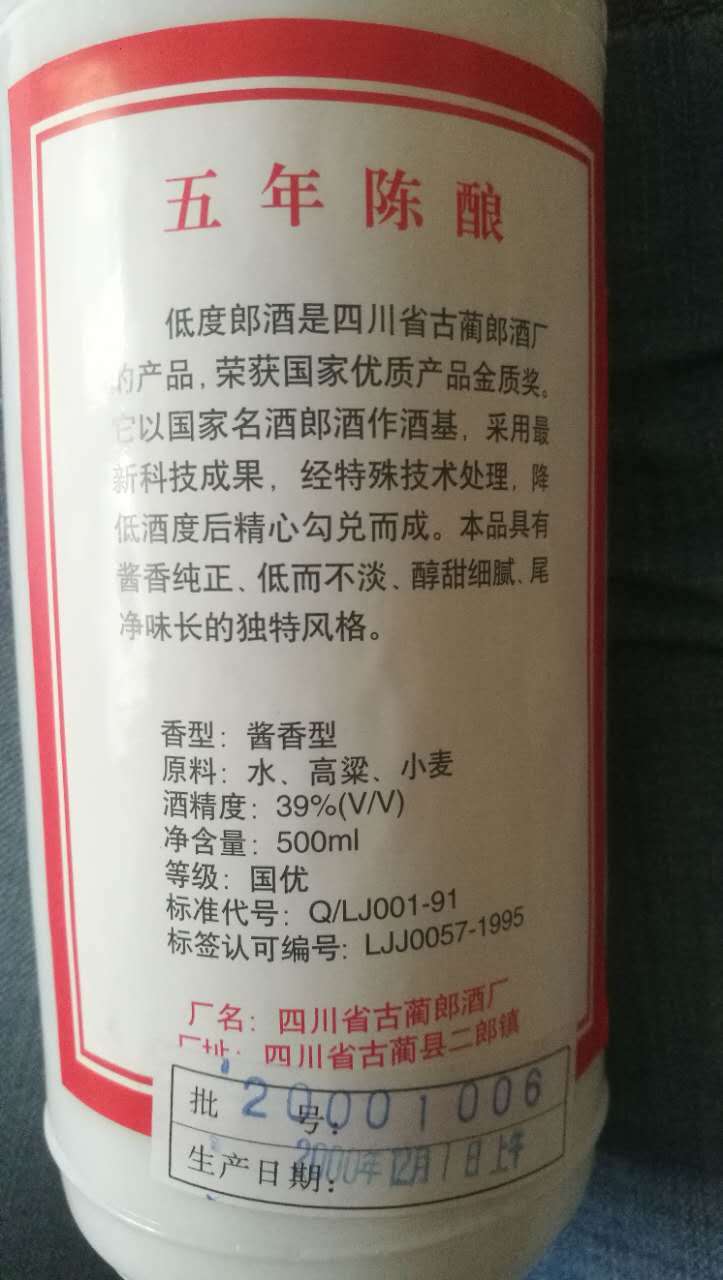 五年陈酿
低度郎酒是四川省古蔺郎酒厂
的产品，荣获国家优质产品金质奖。
它以国家名酒郎酒作酒基，采用最
新科技成果，经特殊技术处理，降
低酒度后精心勾兑而成。本品具有
酱香纯正、低而不淡、醇甜细腻、尾
净味长的独特风格。
香型：酱香型
原料：水、高粱、小麦
酒精度：39%(V/V)
净含量：500ml
等级：国优
标准代号：Q/LJ001-91
标签认可编号：LJJ0057-1995
厂名：四川省古蔺郎酒厂
厂址：四川省古蔺县二郎镇
批号：20001006
生产日期：2000年12月1日上午